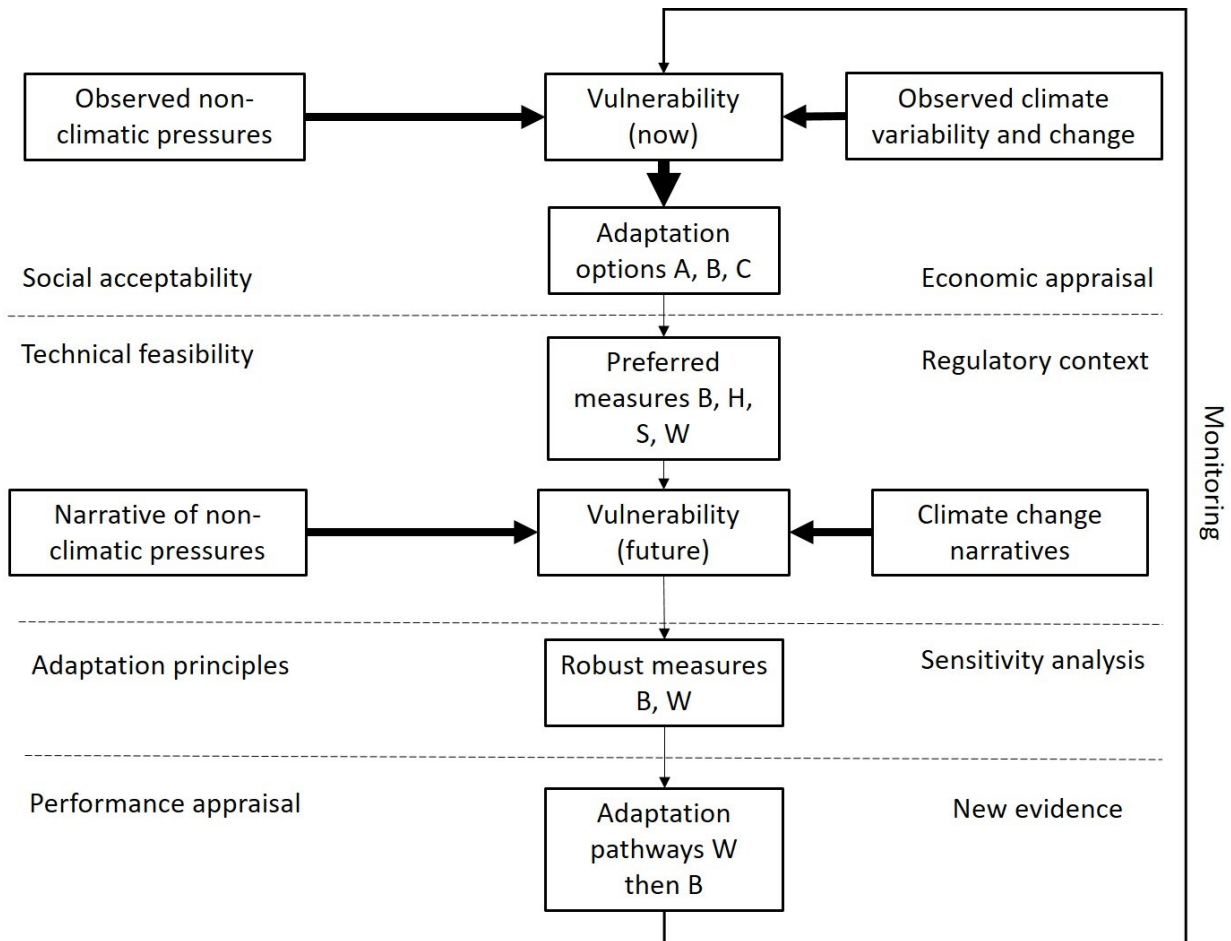 Observed non-
climatic pressures
Vulnerability
(now)
Observed climate
variability and change
Adaptation
options A, B, C
Social acceptability
Economic appraisal
Technical feasibility
Regulatory context
Preferred
measures B, H,
S, W
Monitoring
Narrative of non-
climatic pressures
Vulnerability
(future)
Climate change
narratives
Adaptation principles
Robust measures
B, W
Sensitivity analysis
Performance appraisal
Adaptation
pathways W
then B
New evidence